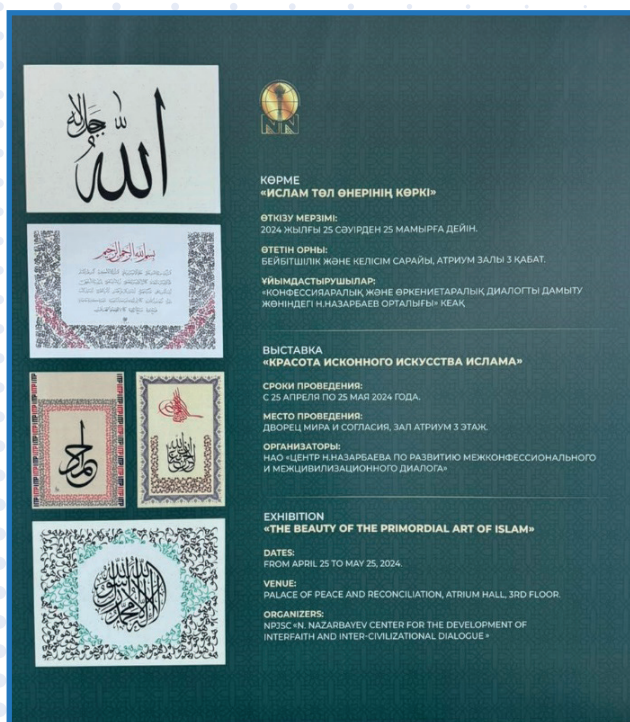 الله جل جلاله
بسم الله الرحمن الرحيم
NN
КӨРМЕ
«ИСЛАМ ТӨЛ ӨНЕРІНІҢ КӨРКІ»
ӨТКІЗУ МЕРЗІМІ:
2024 ЖЫЛҒЫ 25 СӘУІРДЕН 25 МАМЫРҒА ДЕЙІН.
ӨТЕТІН ОРНЫ:
БЕЙБІТШІЛІК ЖӘНЕ КЕЛІСІМ САРАЙЫ, АТРИУМ ЗАЛЫ 3 ҚАБАТ.
ҰЙЫМДАСТЫРУШЫЛАР:
«КОНФЕССИЯАРАЛЫҚ ЖӘНЕ ӨРКЕНИЕТАРАЛЫҚ ДИАЛОГТЫ ДАМЫТУ
ЖӨНІНДЕГІ Н.НАЗАРБАЕВ ОРТАЛЫҒЫ» КЕАҚ
ВЫСТАВКА
«КРАСОТА ИСКОННОГО ИСКУССТВА ИСЛАМА»
СРОКИ ПРОВЕДЕНИЯ:
С 25 АПРЕЛЯ ПО 25 МАЯ 2024 ГОДА.
МЕСТО ПРОВЕДЕНИЯ:
ДВОРЕЦ МИРА И СОГЛАСИЯ, ЗАЛ АТРИУМ 3 ЭТАЖ.
ОРГАНИЗАТОРЫ:
НАО «ЦЕНТР Н.НАЗАРБАЕВА ПО РАЗВИТИЮ МЕЖКОНФЕССИОНАЛЬНОГО
И МЕЖЦИВИЛИЗАЦИОННОГО ДИАЛОГА»
EXHIBITION
«THE BEAUTY OF THE PRIMORDIAL ART OF ISLAM»
DATES:
FROM APRIL 25 TO MAY 25, 2024.
VENUE:
PALACE OF PEACE AND RECONCILIATION, ATRIUM HALL, 3RD FLOOR.
ORGANIZERS:
NPJSC «N. NAZARBAYEV CENTER FOR THE DEVELOPMENT OF
INTERFAITH AND INTER-CIVILIZATIONAL DIALOGUE»